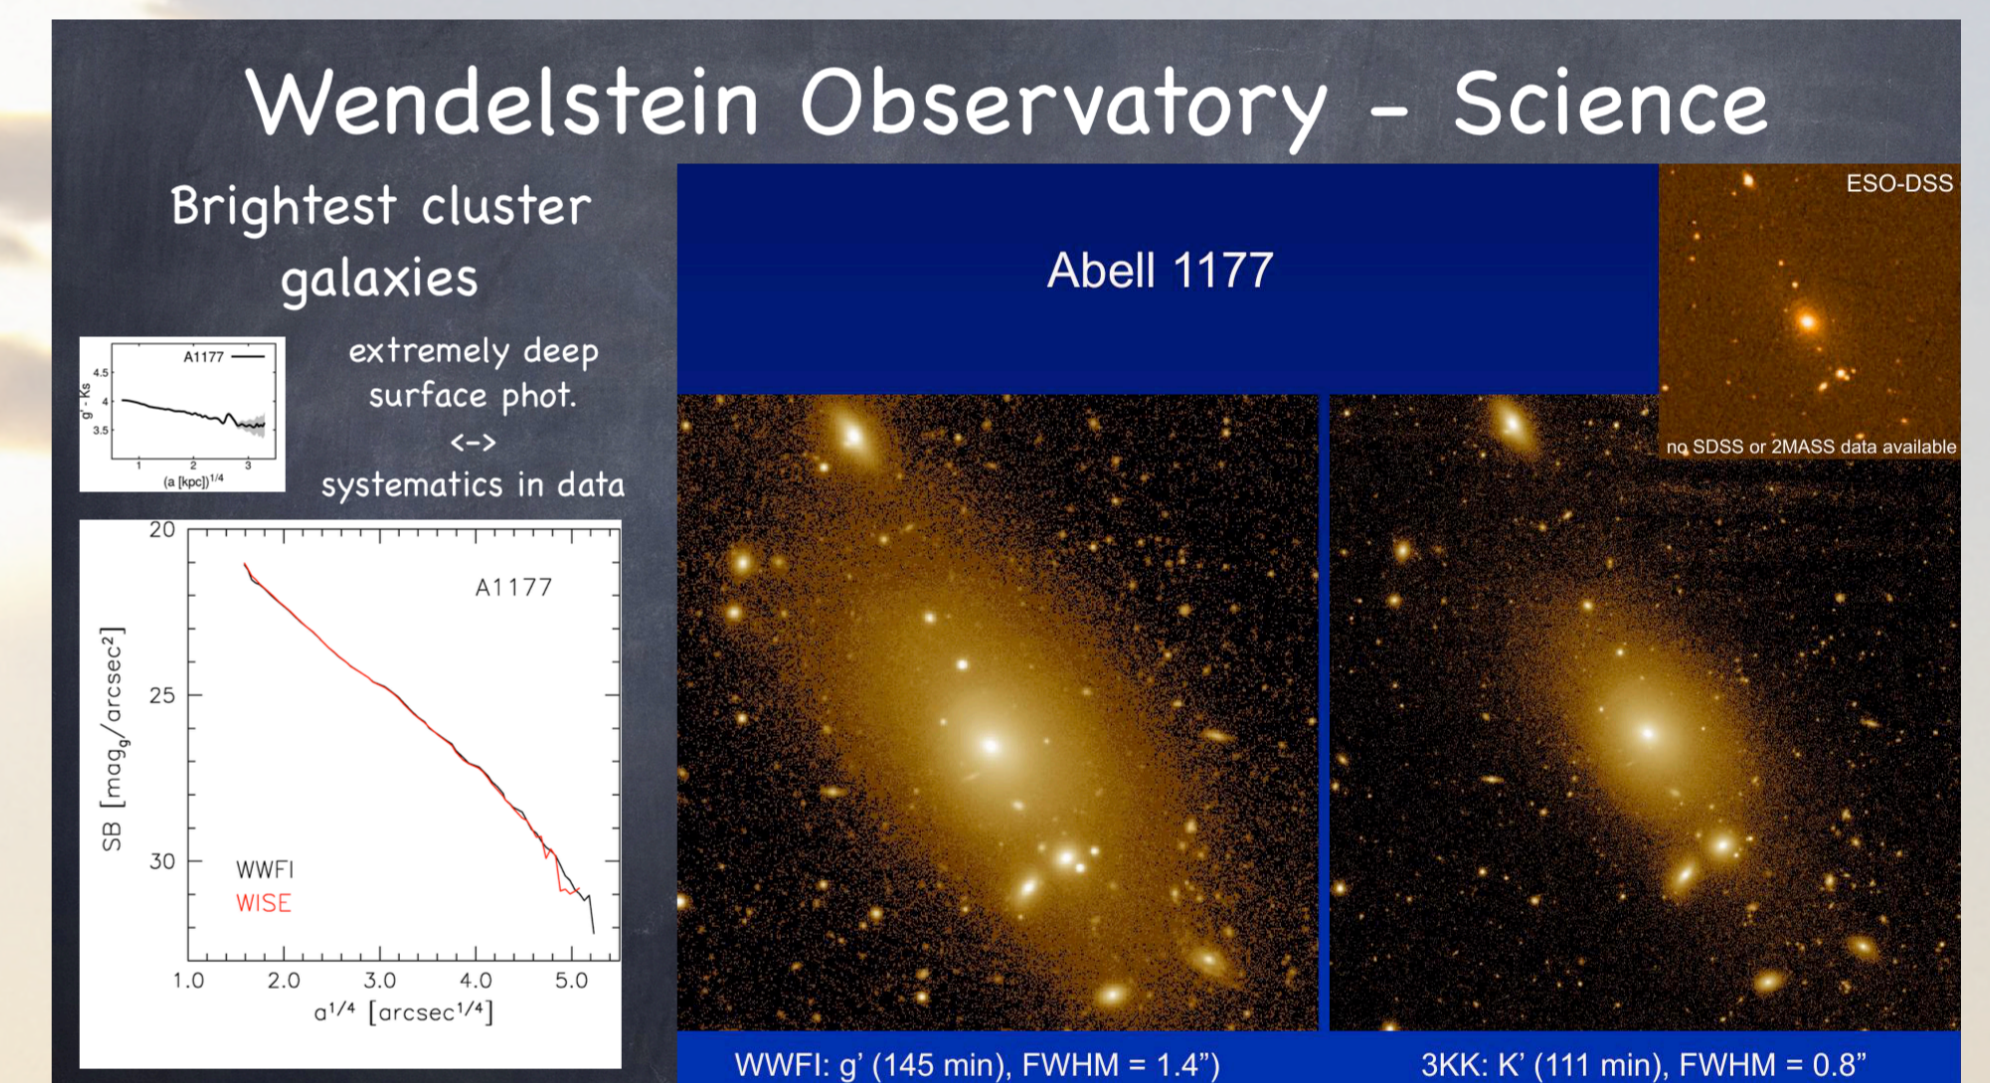 Wendelstein Observatory - Science
Brightest cluster
galaxies
extremely deep
surface phot.
<->
systematics in data
A1177
g' - Ks
4.5
4
3.5
1 2 3
(a [kpc])^1/4
20
25
30
SB [mag_g/arcsec²]
A1177
WWFI
WISE
1.0 2.0 3.0 4.0 5.0
a^1/4 [arcsec^1/4]
Abell 1177
ESO-DSS
no SDSS or 2MASS data available
WWFI: g’ (145 min), FWHM = 1.4”)
3KK: K’ (111 min), FWHM = 0.8”